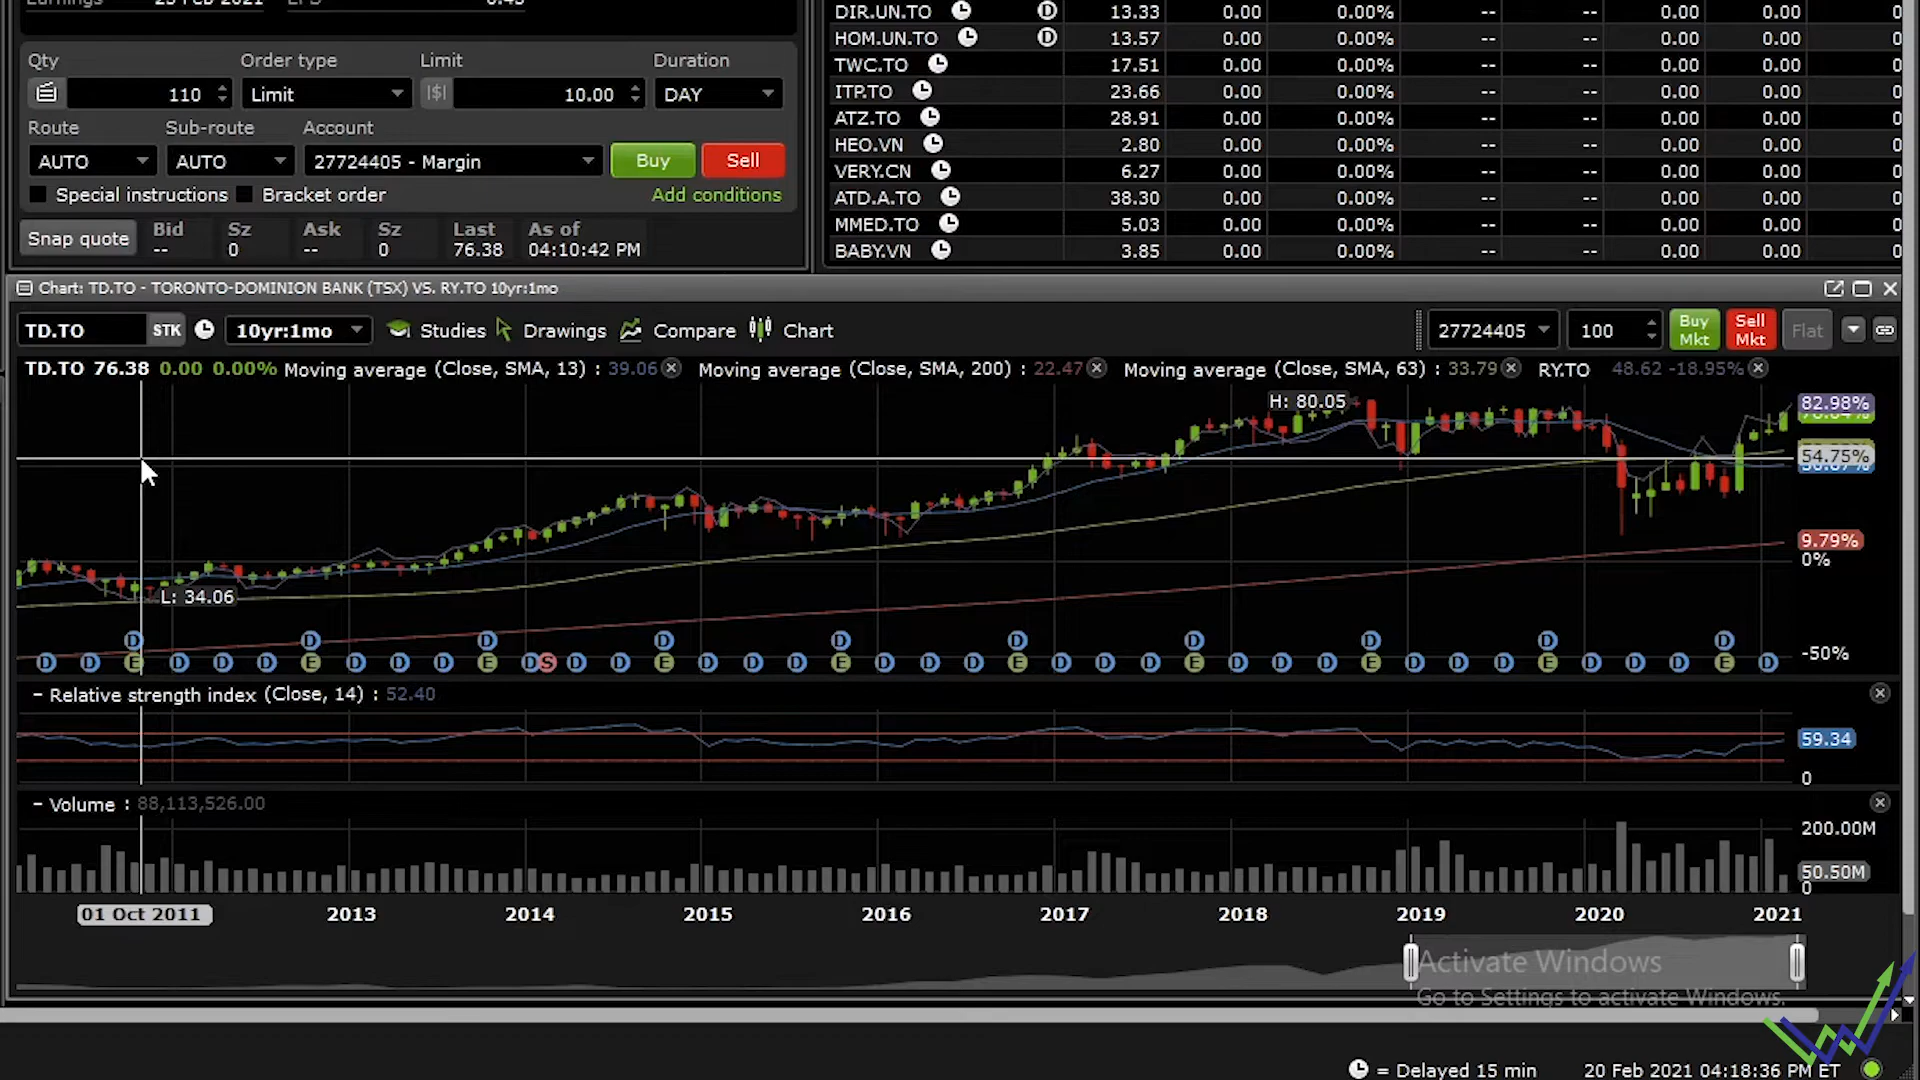 Earnings 25 Feb 2021 EPS 0.45
Qty Order type Limit Duration
110 Limit |$| 10.00 DAY
Route Sub-route Account
AUTO AUTO 27724405 - Margin Buy Sell
Special instructions Bracket order Add conditions
Snap quote Bid Sz Ask Sz Last As of
-- 0 -- 0 76.38 04:10:42 PM
DIR.UN.TO D 13.33 0.00 0.00% -- -- 0.00 0.00 0
HOM.UN.TO D 13.57 0.00 0.00% -- -- 0.00 0.00 0
TWC.TO 17.51 0.00 0.00% -- -- 0.00 0.00 0
ITP.TO 23.66 0.00 0.00% -- -- 0.00 0.00 0
ATZ.TO 28.91 0.00 0.00% -- -- 0.00 0.00 0
HEO.VN 2.80 0.00 0.00% -- -- 0.00 0.00 0
VERY.CN 6.27 0.00 0.00% -- -- 0.00 0.00 0
ATD.A.TO 38.30 0.00 0.00% -- -- 0.00 0.00 0
MMED.TO 5.03 0.00 0.00% -- -- 0.00 0.00 0
BABY.VN 3.85 0.00 0.00% -- -- 0.00 0.00 0
Chart: TD.TO - TORONTO-DOMINION BANK (TSX) VS. RY.TO 10yr:1mo
TD.TO STK 10yr:1mo Studies Drawings Compare Chart 27724405 100 Buy Mkt Sell Mkt Flat
TD.TO 76.38 0.00 0.00% Moving average (Close, SMA, 13) : 39.06 Moving average (Close, SMA, 200) : 22.47 Moving average (Close, SMA, 63) : 33.79 RY.TO 48.62 -18.95%
H: 80.05 82.98%
54.75%
9.79%
0%
L: 34.06
D D D D D D D D D D
-50%
D D E D D D E D D D E D S D D E D D D E D D D E D D D E D D D E D D D E D D D E D
- Relative strength index (Close, 14) : 52.40
59.34
0
- Volume : 88,113,526.00
200.00M
50.50M
0
01 Oct 2011 2013 2014 2015 2016 2017 2018 2019 2020 2021
Activate Windows
Go to Settings to activate Windows.
= Delayed 15 min 20 Feb 2021 04:18:36 PM ET